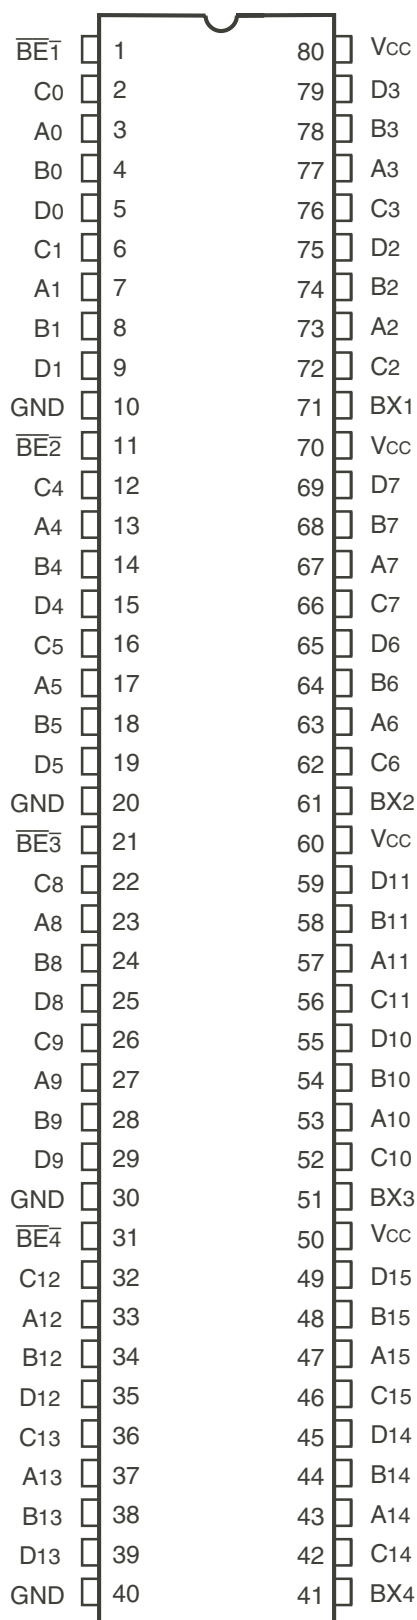 BE1 1 80 VCC
C0 2 79 D3
A0 3 78 B3
B0 4 77 A3
D0 5 76 C3
C1 6 75 D2
A1 7 74 B2
B1 8 73 A2
D1 9 72 C2
GND 10 71 BX1
BE2 11 70 VCC
C4 12 69 D7
A4 13 68 B7
B4 14 67 A7
D4 15 66 C7
C5 16 65 D6
A5 17 64 B6
B5 18 63 A6
D5 19 62 C6
GND 20 61 BX2
BE3 21 60 VCC
C8 22 59 D11
A8 23 58 B11
B8 24 57 A11
D8 25 56 C11
C9 26 55 D10
A9 27 54 B10
B9 28 53 A10
D9 29 52 C10
GND 30 51 BX3
BE4 31 50 VCC
C12 32 49 D15
A12 33 48 B15
B12 34 47 A15
D12 35 46 C15
C13 36 45 D14
A13 37 44 B14
B13 38 43 A14
D13 39 42 C14
GND 40 41 BX4